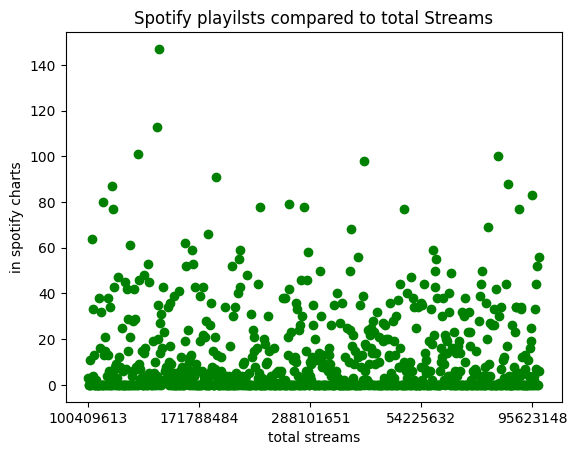 Spotify playilsts compared to total Streams
in spotify charts
140
120
100
80
60
40
20
0
100409613 171788484 288101651 54225632 95623148
total streams